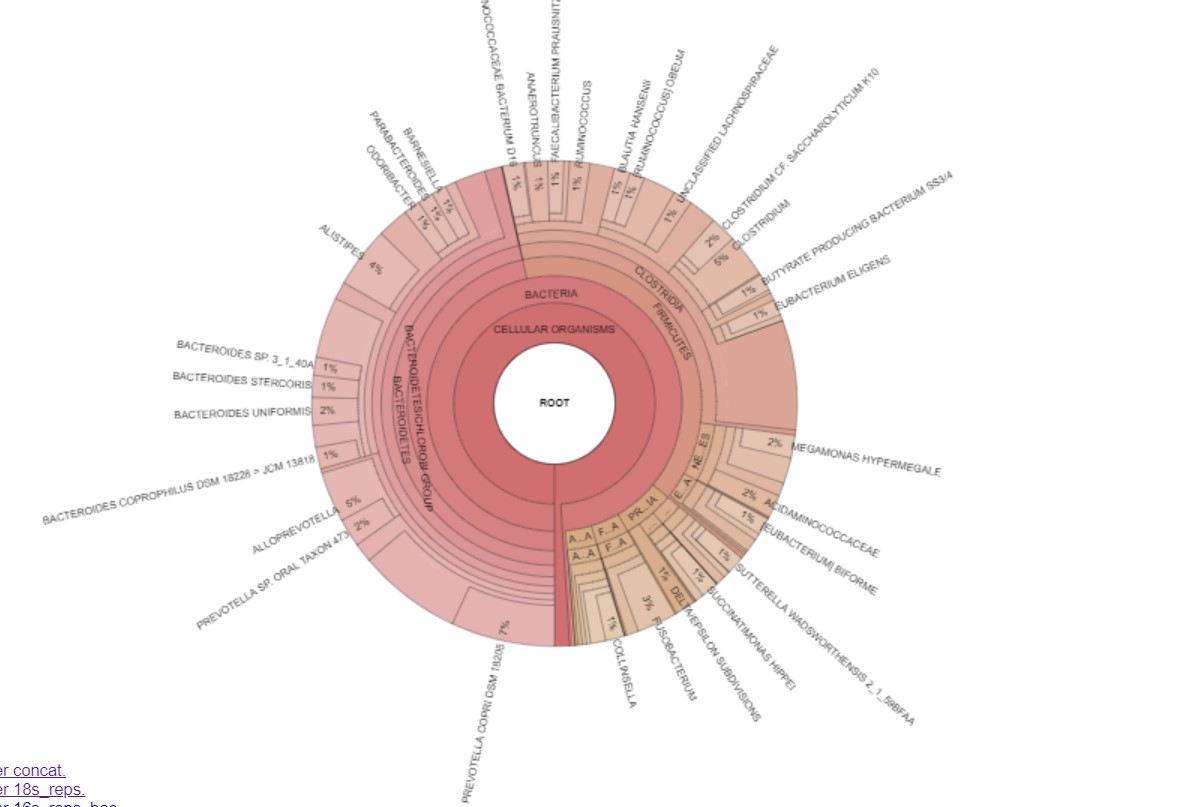 NOCOCCACEAE BACTERIUM D16
ANAEROTRUNCUS
FAECALIBACTERIUM PRAUSNITZ
RUMINOCOCCUS
BLAUTIA HANSENII
[RUMINOCOCCUS] OBEUM
UNCLASSIFIED LACHNOSPIRACEAE
CLOSTRIDIUM CF. SACCHAROLYTICUM K10
CLOSTRIDIUM
BUTYRATE PRODUCING BACTERIUM SS3/4
EUBACTERIUM ELIGENS
1%
1%
1%
1%
1%
1%
1%
2%
5%
1%
1%
BARNESIELLA
PARABACTEROIDES
ODORIBACTER
ALISTIPES
1%
1%
1%
4%
CLOSTRIDIA
FIRMICUTES
BACTERIA
CELLULAR ORGANISMS
ROOT
BACTEROIDETES/CHLOROBI GROUP
BACTEROIDETES
BACTEROIDES SP. 3_1_40A
1%
BACTEROIDES STERCORIS
1%
BACTEROIDES UNIFORMIS
2%
BACTEROIDES COPROPHILUS DSM 18228 = JCM 13818
1%
ALLOPREVOTELLA
5%
PREVOTELLA SP. ORAL TAXON 473
2%
PREVOTELLA COPRI DSM 18205
7%
NE...ES
E...A
PR...IA
...
...
F...A
F...A
A...A
A...A
2%
MEGAMONAS HYPERMEGALE
2%
ACIDAMINOCOCCACEAE
1%
[EUBACTERIUM] BIFORME
1%
SUTTERELLA WADSWORTHENSIS 2_1_59BFAA
1%
SUCCINATIMONAS HIPPEI
1%
DELTA/EPSILON SUBDIVISIONS
3%
FUSOBACTERIUM
1%
COLLINSELLA
er concat.
er 18s_reps.